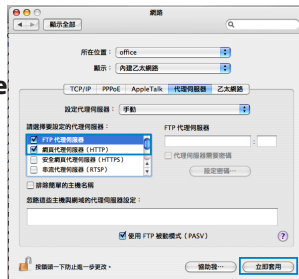 網路
顯示全部
所在位置： office
顯示： 內建乙太網路
e
TCP/IP PPPoE AppleTalk 代理伺服器 乙太網路
設定代理伺服器： 手動
請選擇要設定的代理伺服器：
FTP 代理伺服器
FTP 代理伺服器
網頁代理伺服器（HTTP）
安全網頁代理伺服器（HTTPS）
串流代理伺服器（RTSP）
:
代理伺服器需要密碼
設定密碼…
排除簡單的主機名稱
忽略這些主機與網域的代理伺服器設定：
使用 FTP 被動模式（PASV）
?
按鎖頭一下防止進一步更改。
協助我…
立即套用